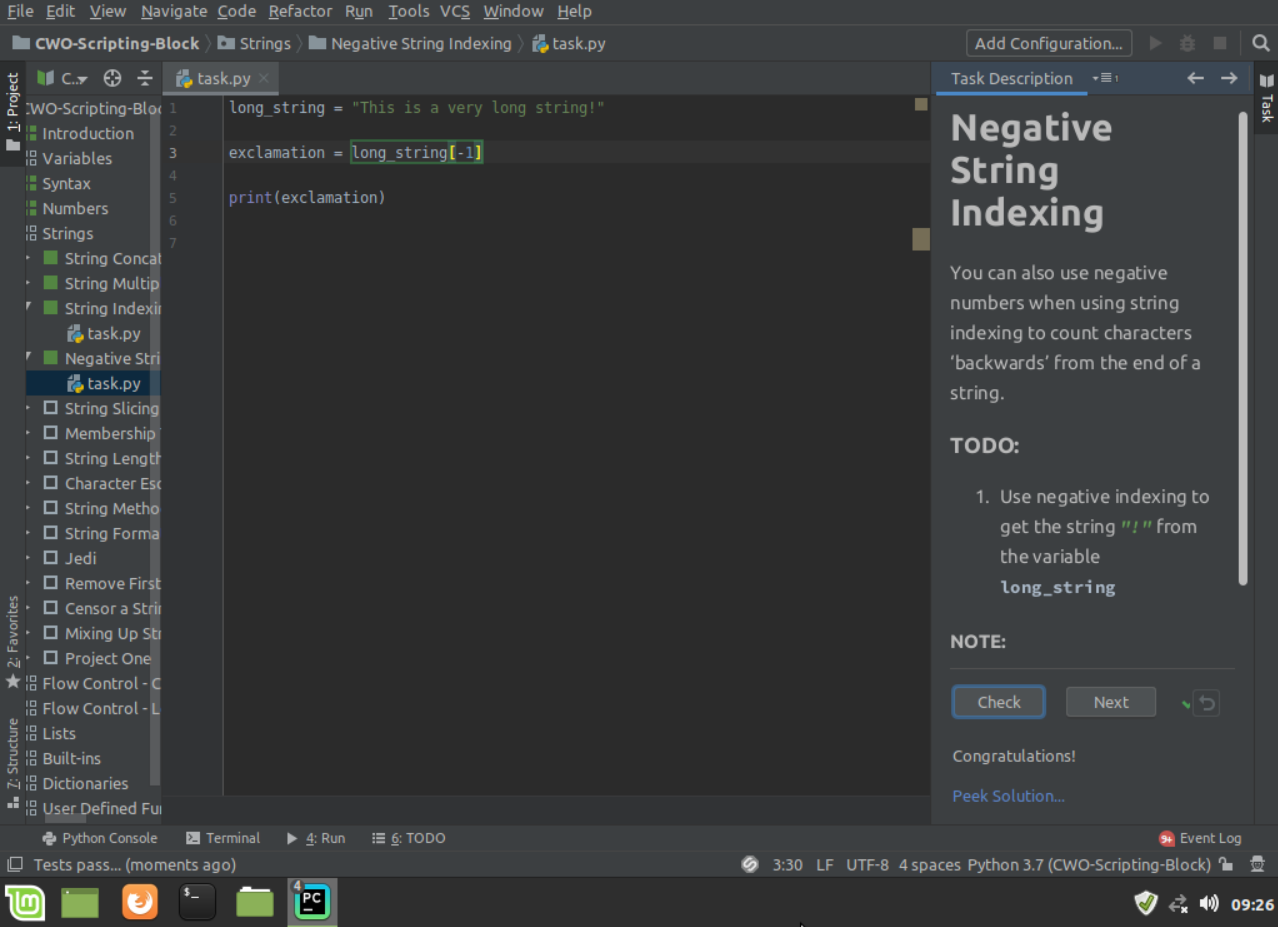 File Edit View Navigate Code Refactor Run Tools VCS Window Help
CWO-Scripting-Block Strings Negative String Indexing task.py Add Configuration...
1: Project
C.. task.py
CWO-Scripting-Bloc
Introduction
Variables
Syntax
Numbers
Strings
String Concat
String Multip
String Indexin
task.py
Negative Stri
task.py
String Slicing
Membership
String Length
Character Esc
String Metho
String Forma
Jedi
Remove First
Censor a Strin
Mixing Up Str
Project One
Flow Control - C
Flow Control - L
Lists
Built-ins
Dictionaries
User Defined Fun
2: Favorites
7: Structure
1 long_string = "This is a very long string!"
2
3 exclamation = long_string[-1]
4
5 print(exclamation)
6
7
Task Description 1
Task
Negative
String
Indexing
You can also use negative
numbers when using string
indexing to count characters
‘backwards’ from the end of a
string.
TODO:
1. Use negative indexing to
get the string "!" from
the variable
long_string
NOTE:
Check Next
Congratulations!
Peek Solution...
Python Console Terminal 4: Run 6: TODO 9+ Event Log
Tests pass... (moments ago) 3:30 LF UTF-8 4 spaces Python 3.7 (CWO-Scripting-Block)
$_ 4 PC 09:26